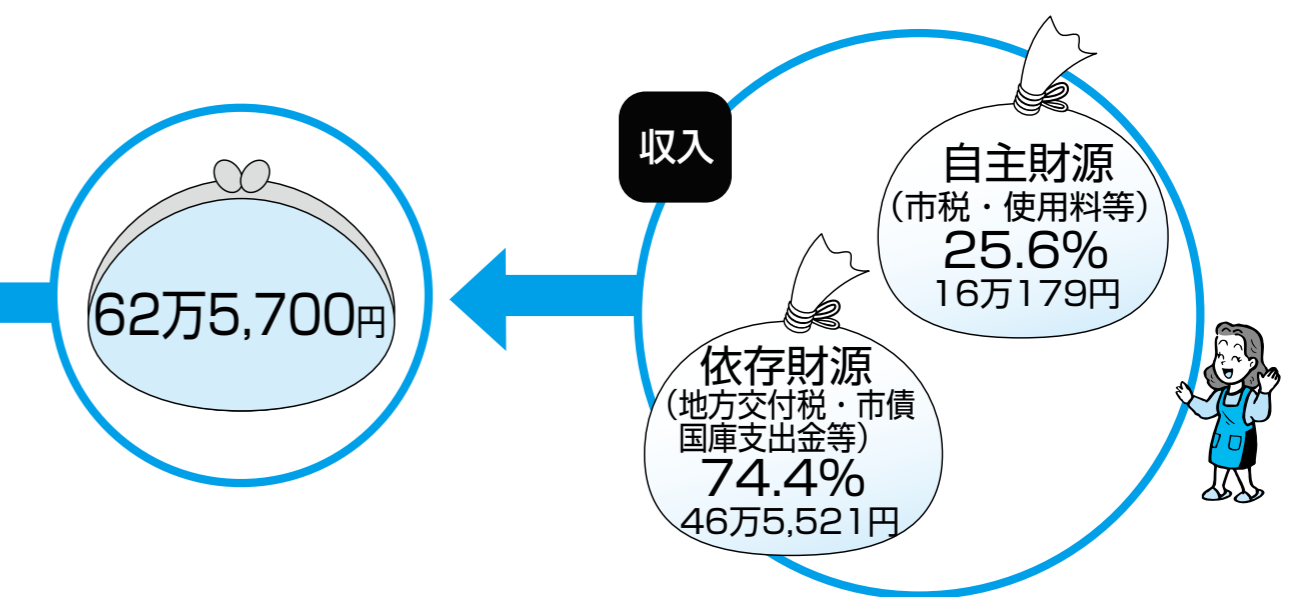 収入
自主財源
（市税・使用料等）
25.6%
16万179円
依存財源
（地方交付税・市債
国庫支出金等）
74.4%
46万5,521円
62万5,700円